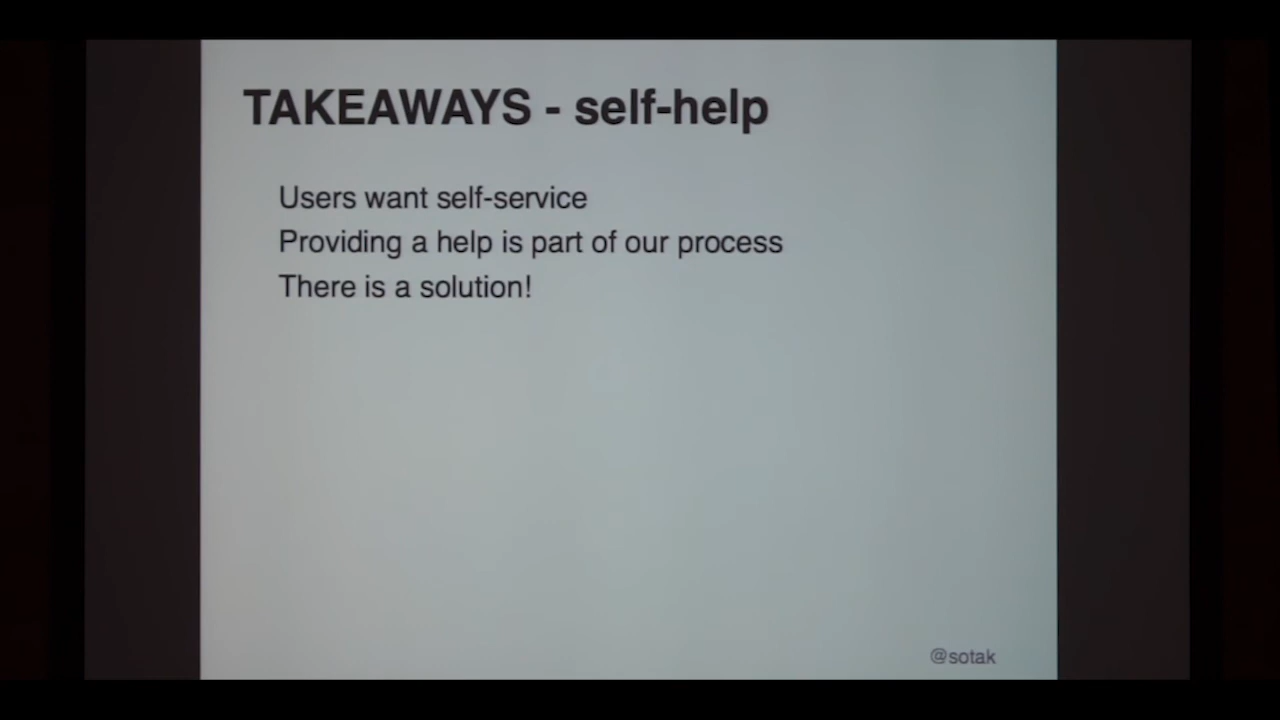 TAKEAWAYS - self-help
Users want self-service
Providing a help is part of our process
There is a solution!
@sotak